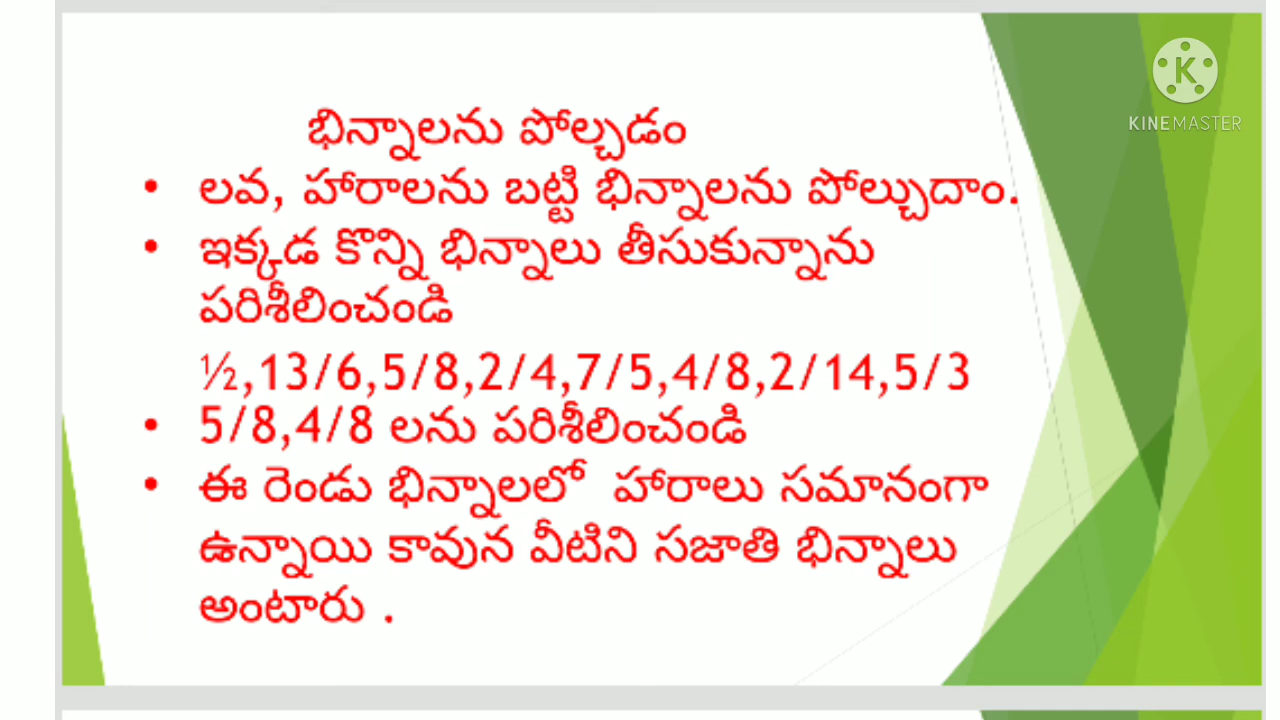 KINEMASTER
భిన్నాలను పోల్చడం
• లవ, హారాలను బట్టి భిన్నాలను పోల్చుదాం.
• ఇక్కడ కొన్ని భిన్నాలు తీసుకున్నాను
పరిశీలించండి
½,13/6,5/8,2/4,7/5,4/8,2/14,5/3
• 5/8,4/8 లను పరిశీలించండి
• ఈ రెండు భిన్నాలలో హారాలు సమానంగా
ఉన్నాయి కావున వీటిని సజాతి భిన్నాలు
అంటారు .